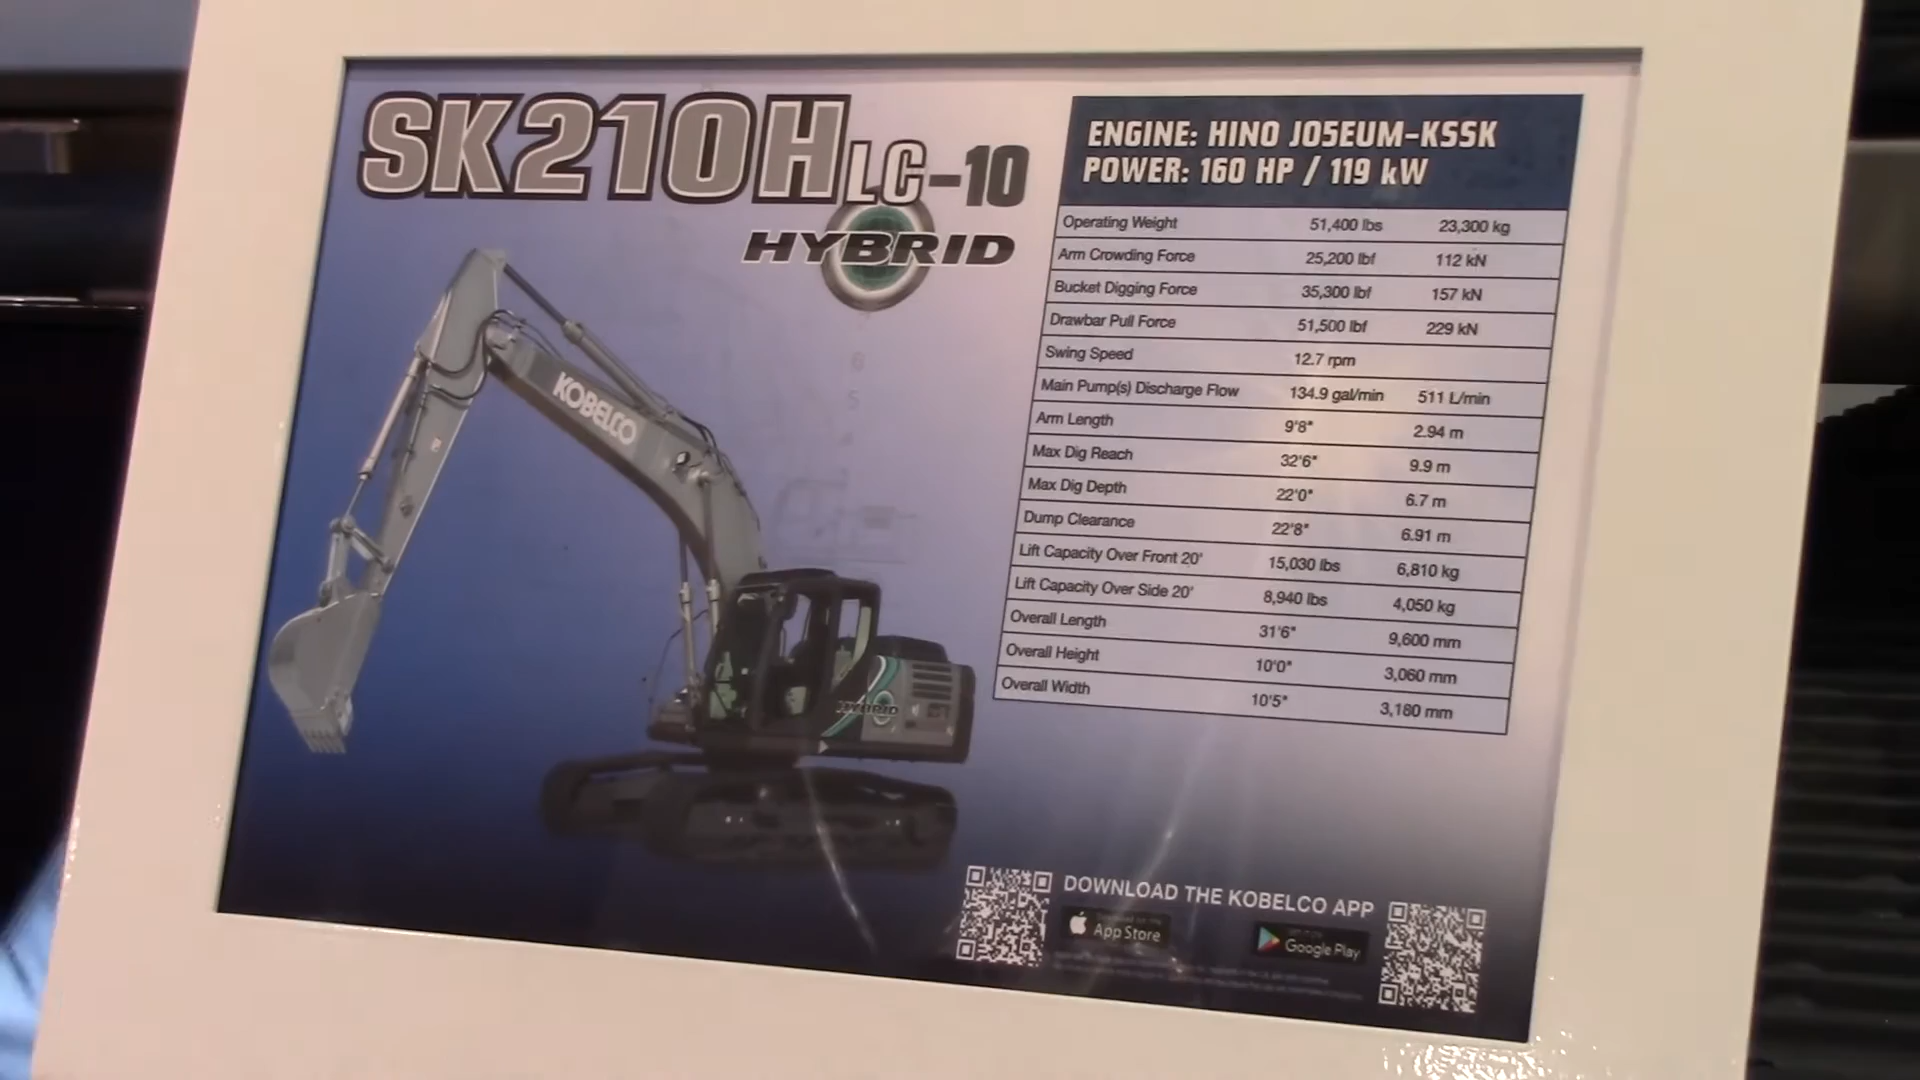 SK210HLC-10
HYBRID
KOBELCO
HYBRID
ENGINE: HINO J05EUM-KSSK
POWER: 160 HP / 119 kW
Operating Weight 51,400 lbs 23,300 kg
Arm Crowding Force 25,200 lbf 112 kN
Bucket Digging Force 35,300 lbf 157 kN
Drawbar Pull Force 51,500 lbf 229 kN
Swing Speed 12.7 rpm
Main Pump(s) Discharge Flow 134.9 gal/min 511 L/min
Arm Length 9'8" 2.94 m
Max Dig Reach 32'6" 9.9 m
Max Dig Depth 22'0" 6.7 m
Dump Clearance 22'8" 6.91 m
Lift Capacity Over Front 20' 15,030 lbs 6,810 kg
Lift Capacity Over Side 20' 8,940 lbs 4,050 kg
Overall Length 31'6" 9,600 mm
Overall Height 10'0" 3,060 mm
Overall Width 10'5" 3,180 mm
DOWNLOAD THE KOBELCO APP
App Store
Google Play